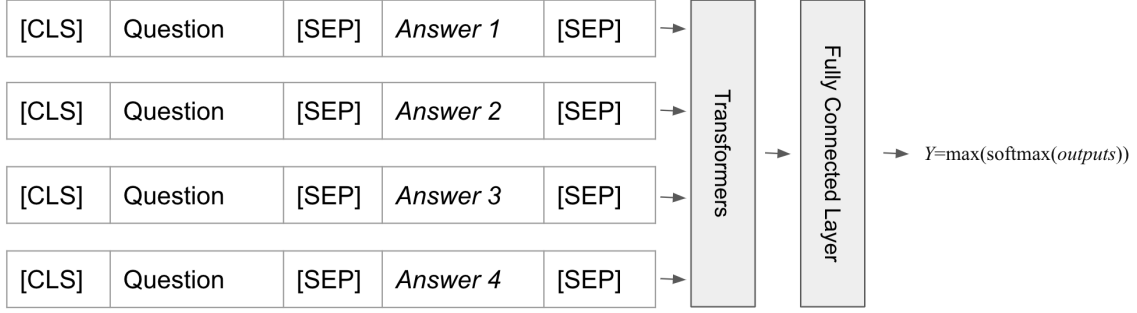 [CLS] Question [SEP] Answer 1 [SEP]
[CLS] Question [SEP] Answer 2 [SEP]
[CLS] Question [SEP] Answer 3 [SEP]
[CLS] Question [SEP] Answer 4 [SEP]
Transformers
Fully Connected Layer
Y=max(softmax(outputs))